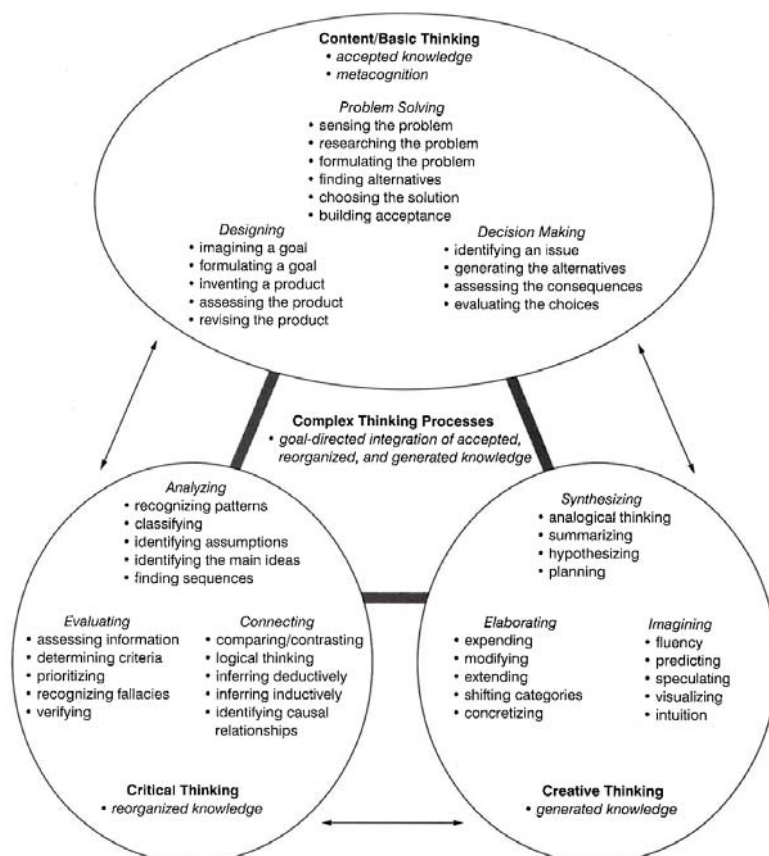 Content/Basic Thinking
• accepted knowledge
• metacognition
Problem Solving
• sensing the problem
• researching the problem
• formulating the problem
• finding alternatives
• choosing the solution
• building acceptance
Designing
• imagining a goal
• formulating a goal
• inventing a product
• assessing the product
• revising the product
Decision Making
• identifying an issue
• generating the alternatives
• assessing the consequences
• evaluating the choices
Complex Thinking Processes
• goal-directed integration of accepted,
reorganized, and generated knowledge
Analyzing
• recognizing patterns
• classifying
• identifying assumptions
• identifying the main ideas
• finding sequences
Evaluating
• assessing information
• determining criteria
• prioritizing
• recognizing fallacies
• verifying
Connecting
• comparing/contrasting
• logical thinking
• inferring deductively
• inferring inductively
• identifying causal
relationships
Critical Thinking
• reorganized knowledge
Synthesizing
• analogical thinking
• summarizing
• hypothesizing
• planning
Elaborating
• expending
• modifying
• extending
• shifting categories
• concretizing
Imagining
• fluency
• predicting
• speculating
• visualizing
• intuition
Creative Thinking
• generated knowledge